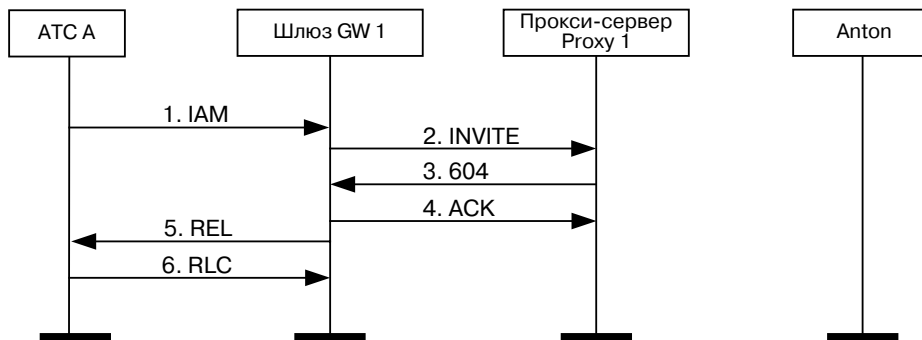 АТС А
Шлюз GW 1
Прокси-сервер
Proxy 1
Anton
1. IAM
2. INVITE
3. 604
4. ACK
5. REL
6. RLC